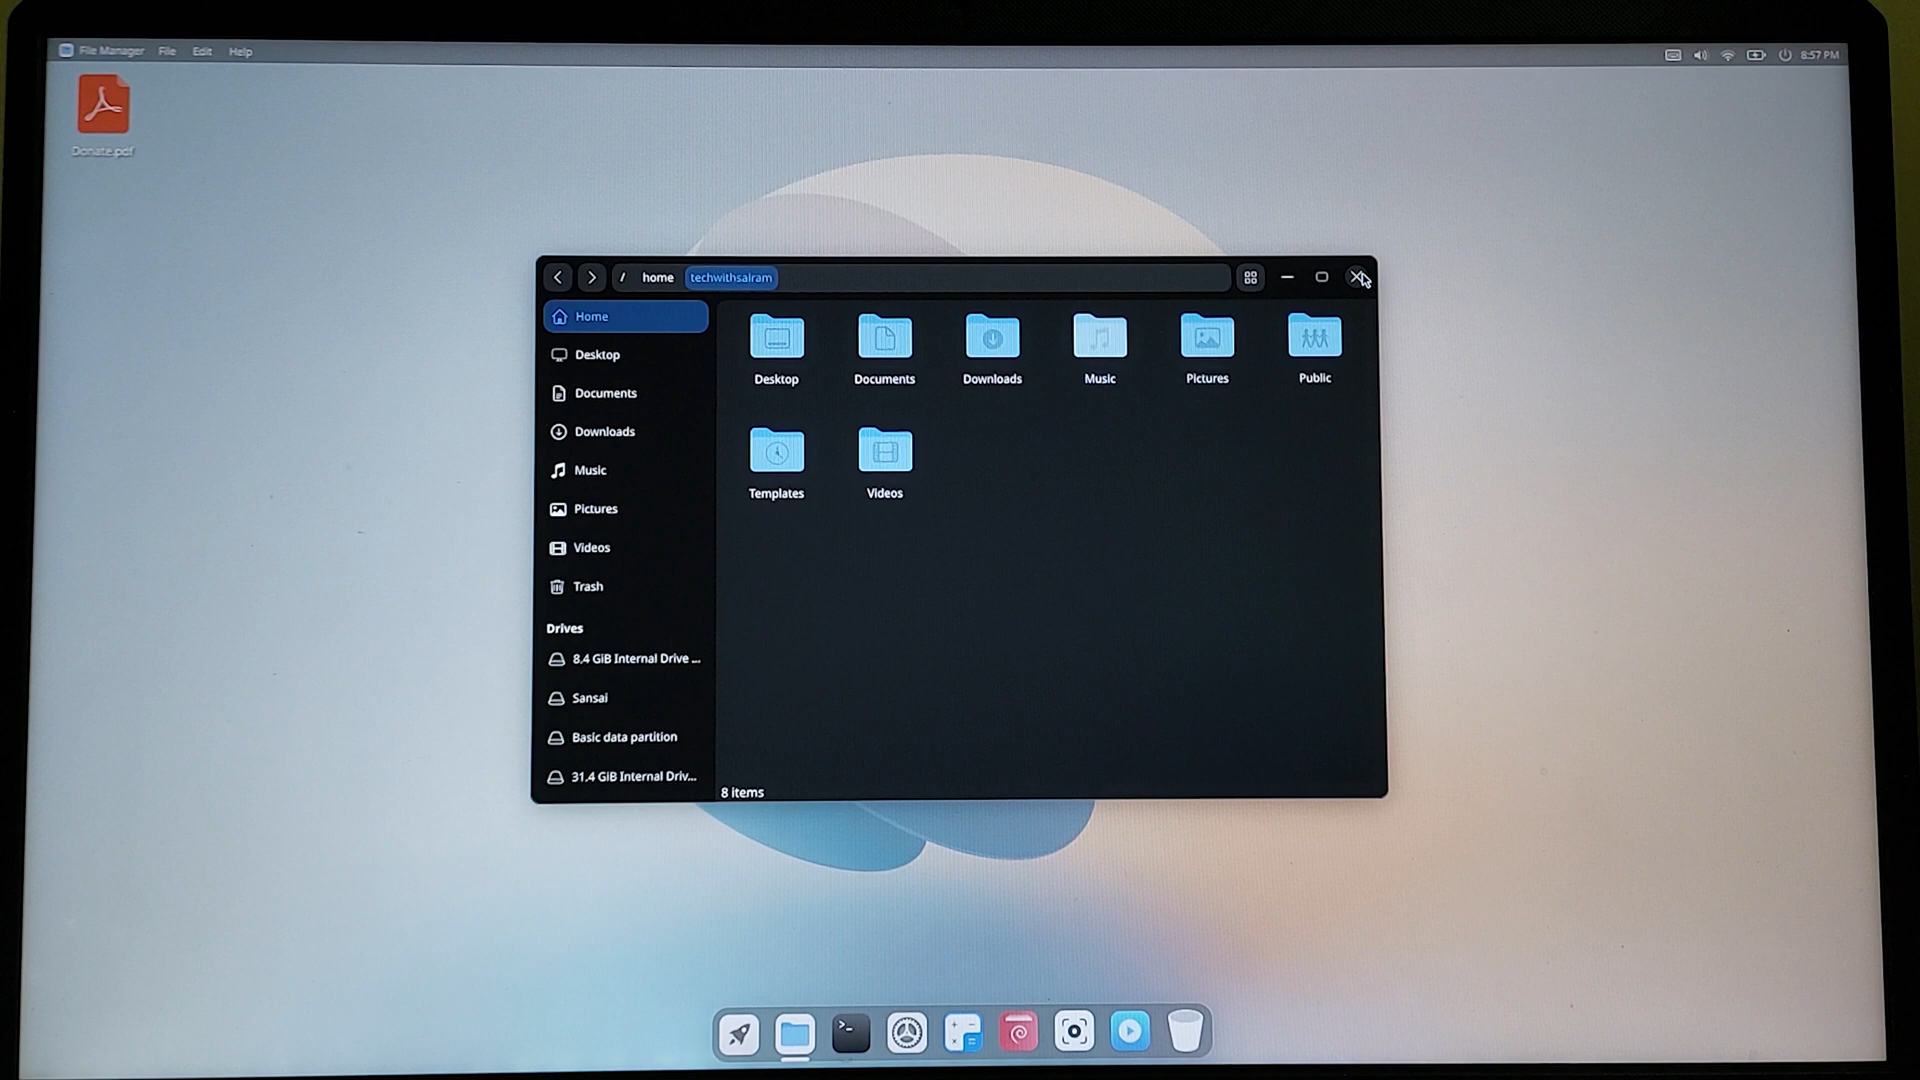 File Manager File Edit Help
8:57 PM
Donate.pdf
/ home techwithsalram
Home
Desktop
Documents
Downloads
Music
Pictures
Videos
Trash
Drives
8.4 GiB Internal Drive ...
Sansai
Basic data partition
31.4 GiB Internal Driv...
Desktop Documents Downloads Music Pictures Public
Templates Videos
8 items